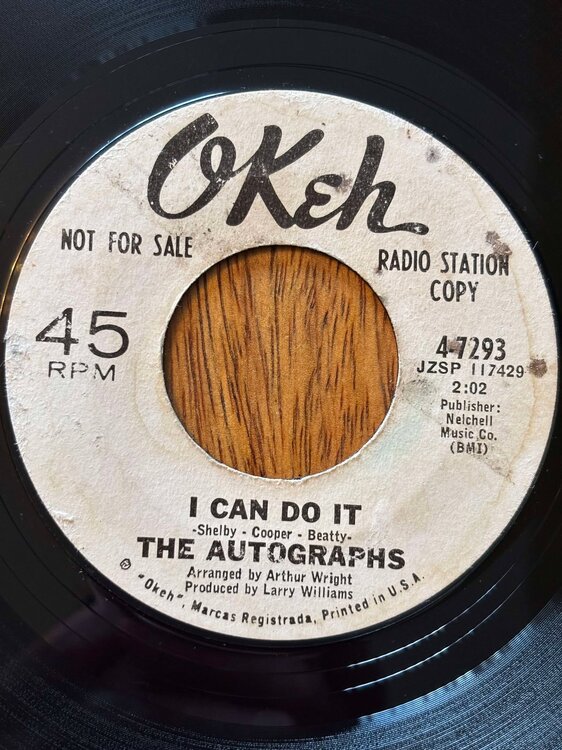 OKeh
NOT FOR SALE
RADIO STATION
COPY
45
RPM
4-7293
JZSP 117429
2:02
Publisher:
Nelchell
Music Co.
(BMI)
I CAN DO IT
-Shelby - Cooper - Beatty-
THE AUTOGRAPHS
Arranged by Arthur Wright
Produced by Larry Williams
℗ "Okeh", Marcas Registrada, Printed in U.S.A.